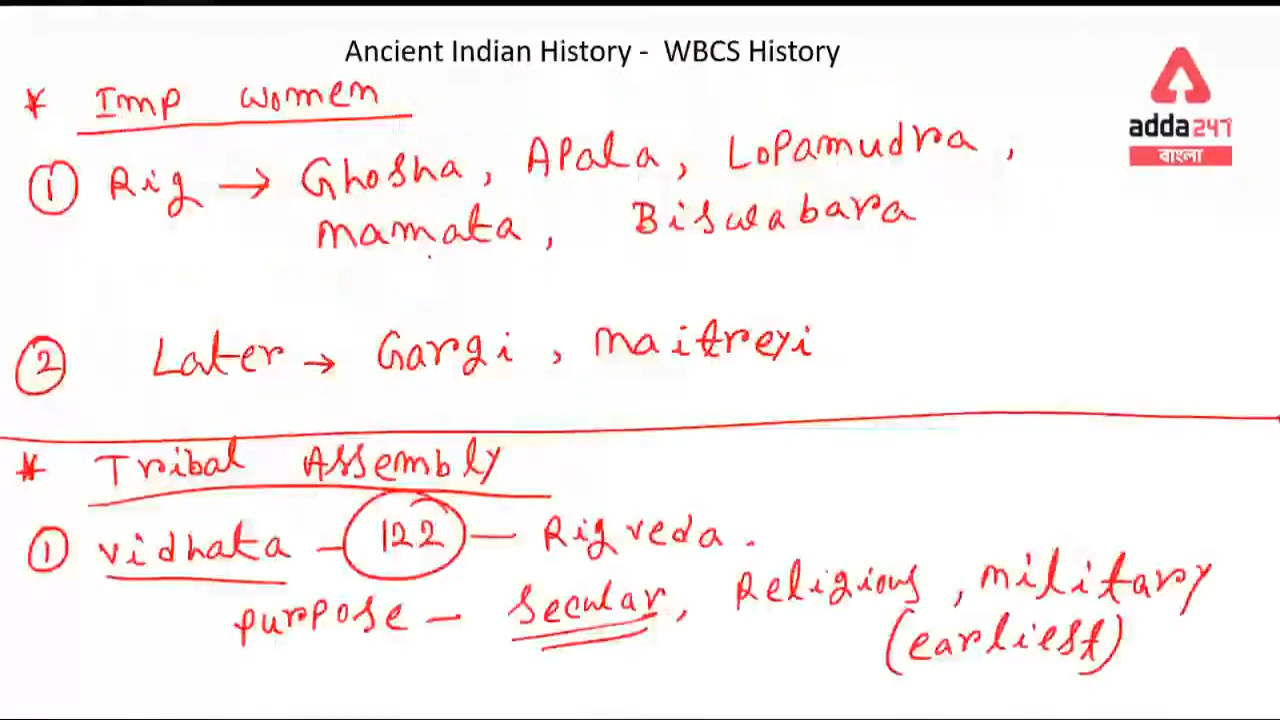 Ancient Indian History - WBCS History
adda247
বাংলা
* Imp women
① Rig → Ghosha, Apala, Lopamudra,
mamata, Biswabara
② Later → Gargi, maitreyi
* Tribal Assembly
① vidhata - 122 - Rigveda.
purpose - secular, Religious, military
(earliest)